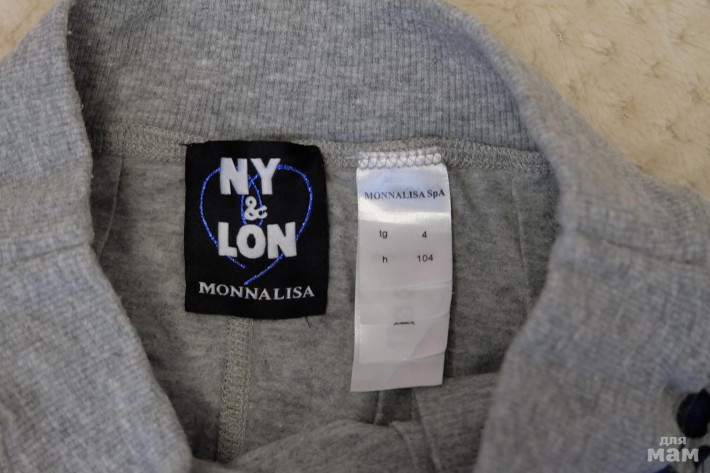 NY
&
LON
MONNALISA
MONNALISA SpA
tg 4
h 104
для
мам